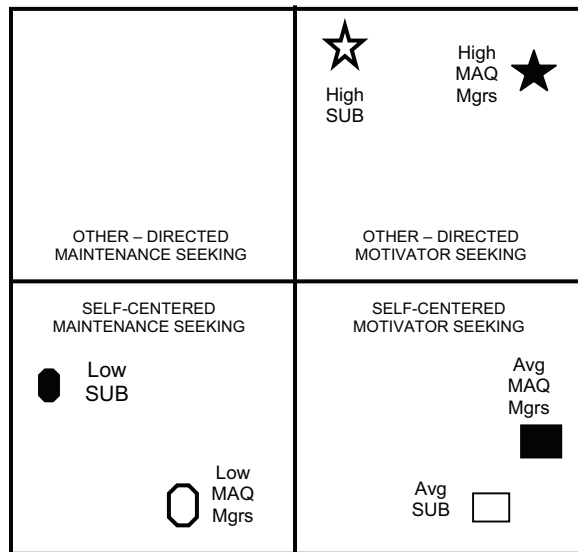 High
SUB
High
MAQ
Mgrs
OTHER – DIRECTED
MAINTENANCE SEEKING
OTHER – DIRECTED
MOTIVATOR SEEKING
SELF-CENTERED
MAINTENANCE SEEKING
SELF-CENTERED
MOTIVATOR SEEKING
Low
SUB
Low
MAQ
Mgrs
Avg
MAQ
Mgrs
Avg
SUB